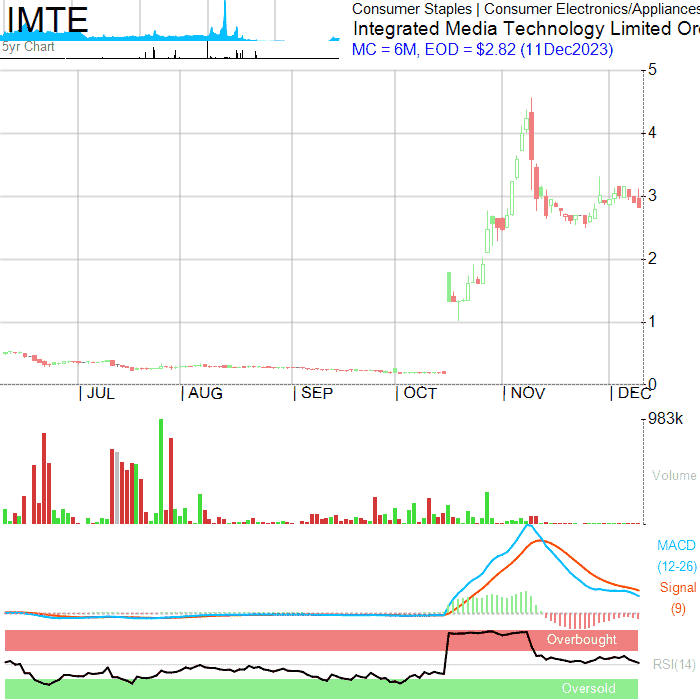 IMTE
5yr Chart
Consumer Staples | Consumer Electronics/Appliances
Integrated Media Technology Limited Or
MC = 6M, EOD = $2.82 (11Dec2023)
5
4
3
2
1
0
JUL AUG SEP OCT NOV DEC
983k
Volume
MACD
(12-26)
Signal
(9)
Overbought
RSI(14)
Oversold